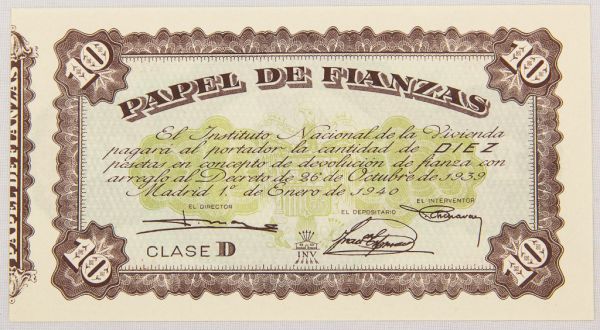 10 10
PAPEL DE FIANZAS
El Instituto Nacional de la Vivienda
pagará al portador la cantidad de DIEZ
pesetas en concepto de devolución de fianza con
arreglo al Decreto de 26 de Octubre de 1939
Madrid 1.º de Enero de 1940
EL DIRECTOR EL DEPOSITARIO EL INTERVENTOR
CLASE D INV
10 10
PAPEL DE FIANZAS